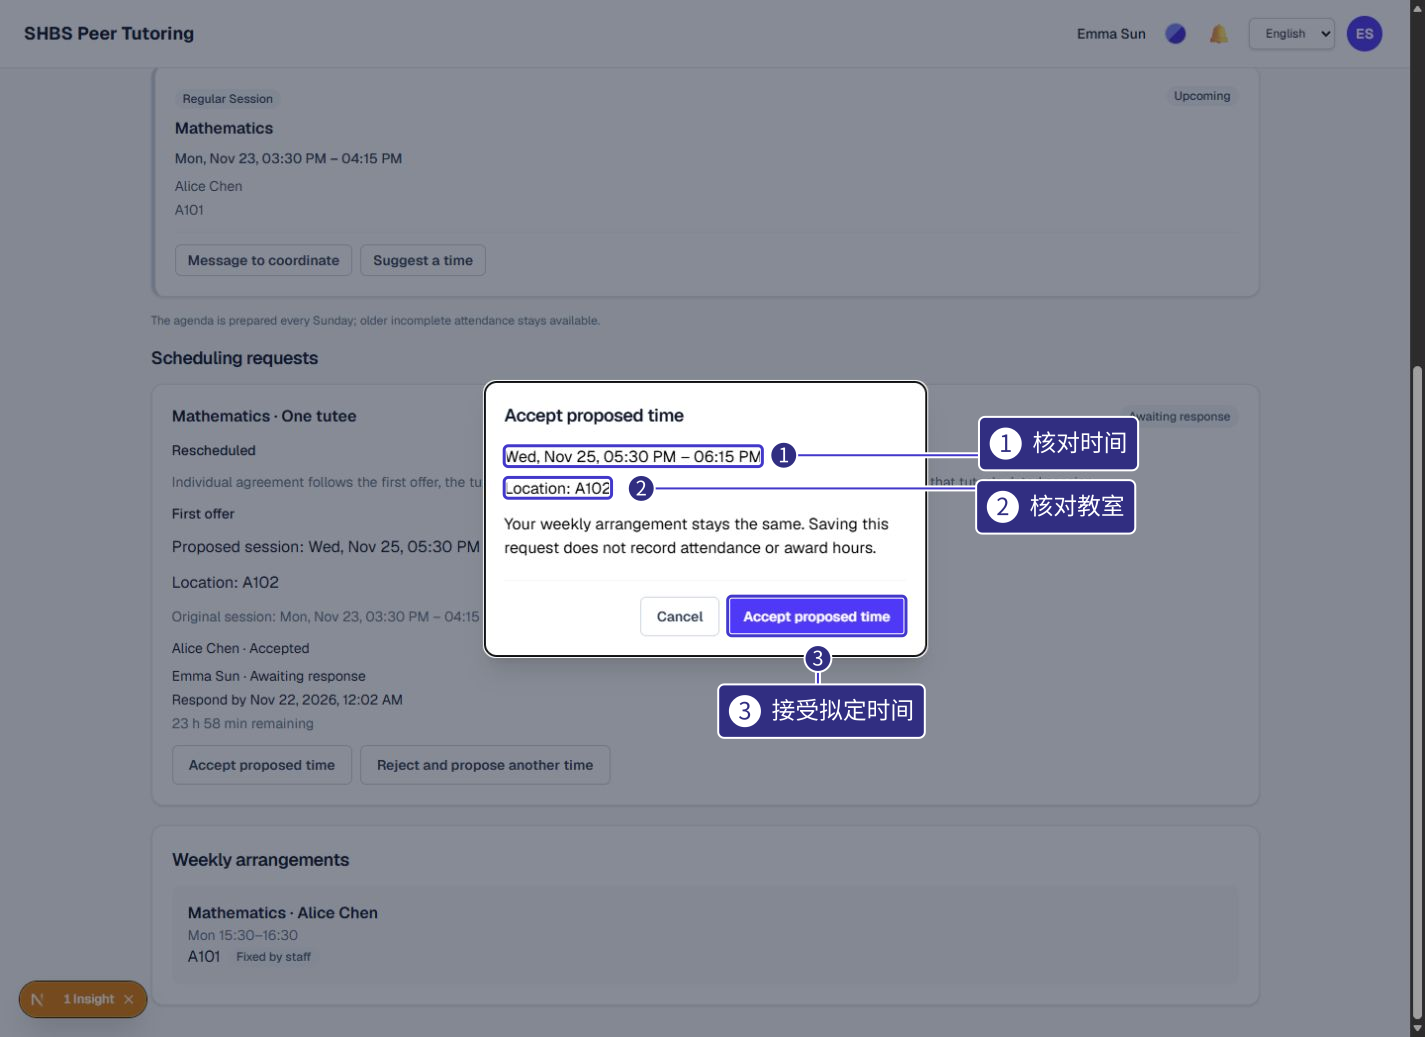 SHBS Peer Tutoring
Emma Sun
English
ES
Regular Session
Upcoming
Mathematics
Mon, Nov 23, 03:30 PM – 04:15 PM
Alice Chen
A101
Message to coordinate
Suggest a time
The agenda is prepared every Sunday; older incomplete attendance stays available.
Scheduling requests
Mathematics · One tutee
Awaiting response
Rescheduled
Individual agreement follows the first offer, the tu
First offer
Proposed session: Wed, Nov 25, 05:30 PM
Location: A102
Original session: Mon, Nov 23, 03:30 PM – 04:15
Alice Chen · Accepted
Emma Sun · Awaiting response
Respond by Nov 22, 2026, 12:02 AM
23 h 58 min remaining
Accept proposed time
Reject and propose another time
Accept proposed time
Wed, Nov 25, 05:30 PM – 06:15 PM
1
1 核对时间
Location: A102
2
2 核对教室
Your weekly arrangement stays the same. Saving this
request does not record attendance or award hours.
Cancel
Accept proposed time
3
3 接受拟定时间
Weekly arrangements
Mathematics · Alice Chen
Mon 15:30–16:30
A101
Fixed by staff
N
1 Insight